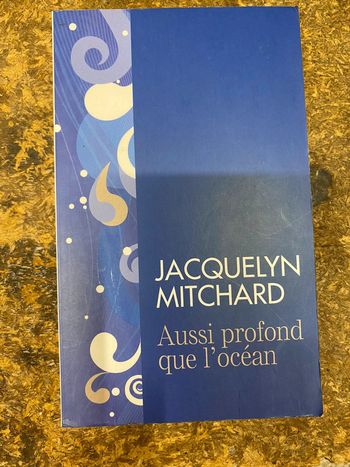 JACQUELYN
MITCHARD
Aussi profond
que l'océan